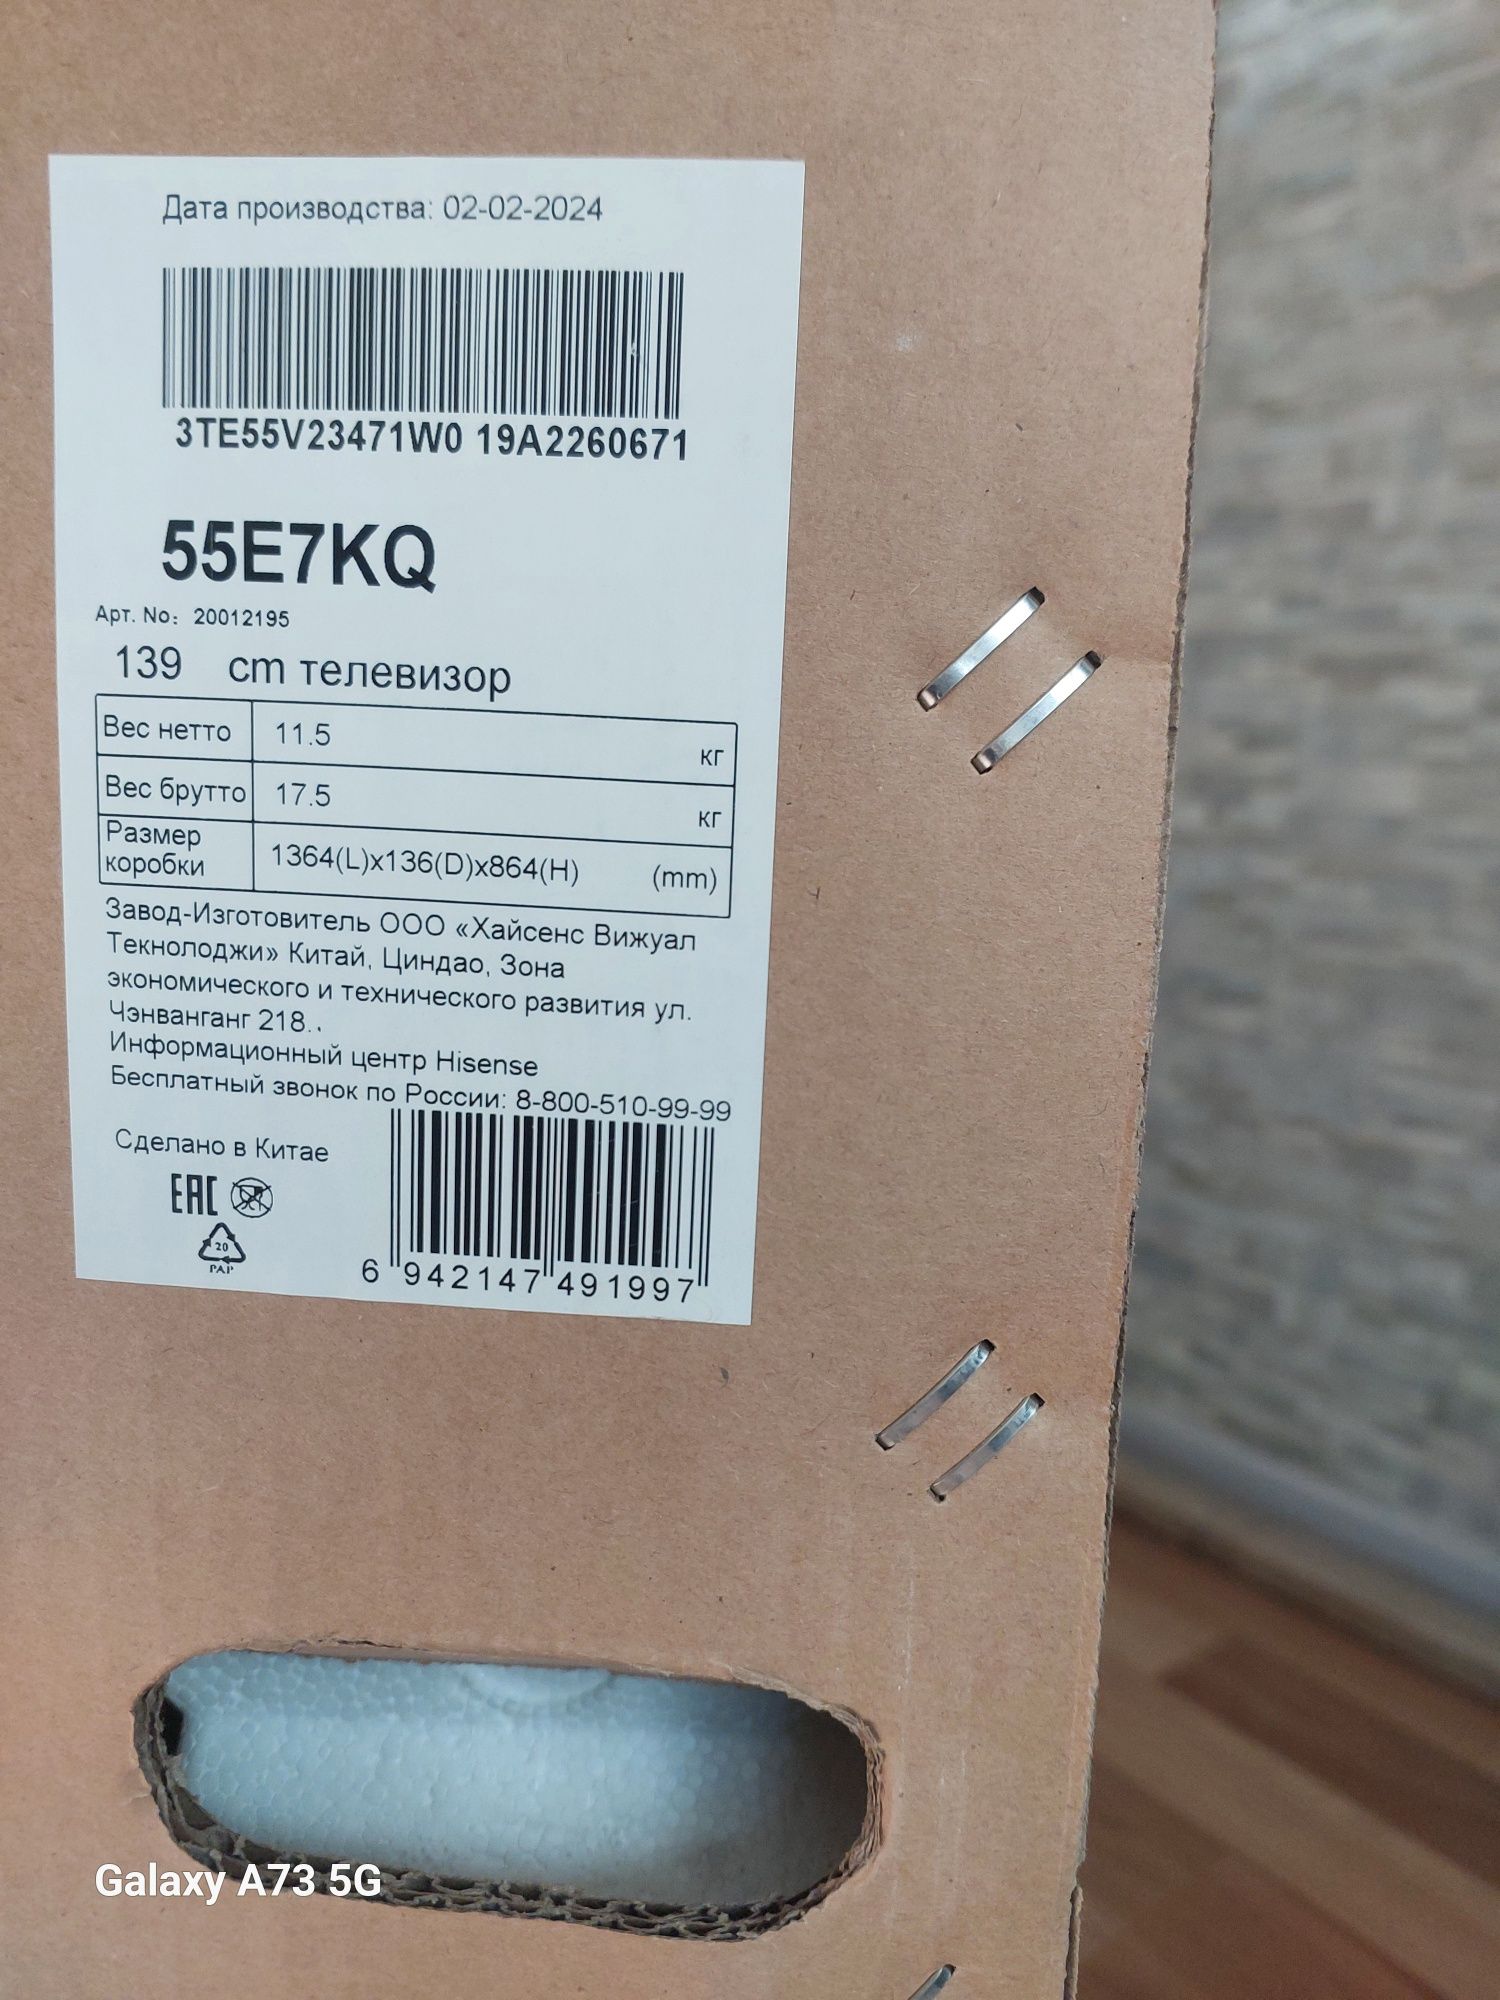 Дата производства: 02-02-2024
3TE55V23471W0 19A2260671
55E7KQ
Арт. No: 20012195
139 cm телевизор
Вес нетто 11.5 кг
Вес брутто 17.5 кг
Размер
коробки 1364(L)x136(D)x864(H) (mm)
Завод-Изготовитель ООО «Хайсенс Вижуал
Текнолоджи» Китай, Циндао, Зона
экономического и технического развития ул.
Чэнванганг 218..
Информационный центр Hisense
Бесплатный звонок по России: 8-800-510-99-99
Сделано в Китае
EAC
20
PAP
6 942147 491997
Galaxy A73 5G